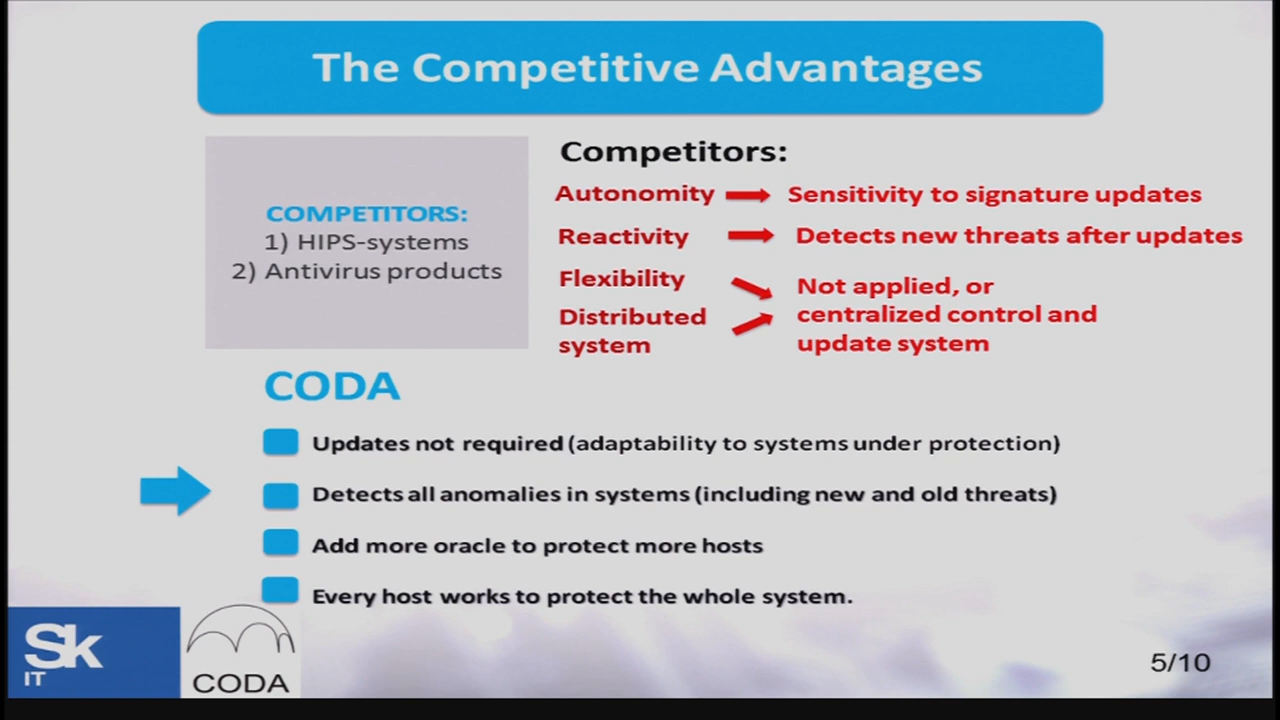 The Competitive Advantages
COMPETITORS:
1) HIPS-systems
2) Antivirus products
Competitors:
Autonomity
Sensitivity to signature updates
Reactivity
Detects new threats after updates
Flexibility
Distributed
system
Not applied, or
centralized control and
update system
CODA
Updates not required (adaptability to systems under protection)
Detects all anomalies in systems (including new and old threats)
Add more oracle to protect more hosts
Every host works to protect the whole system.
Sk
IT
CODA
5/10